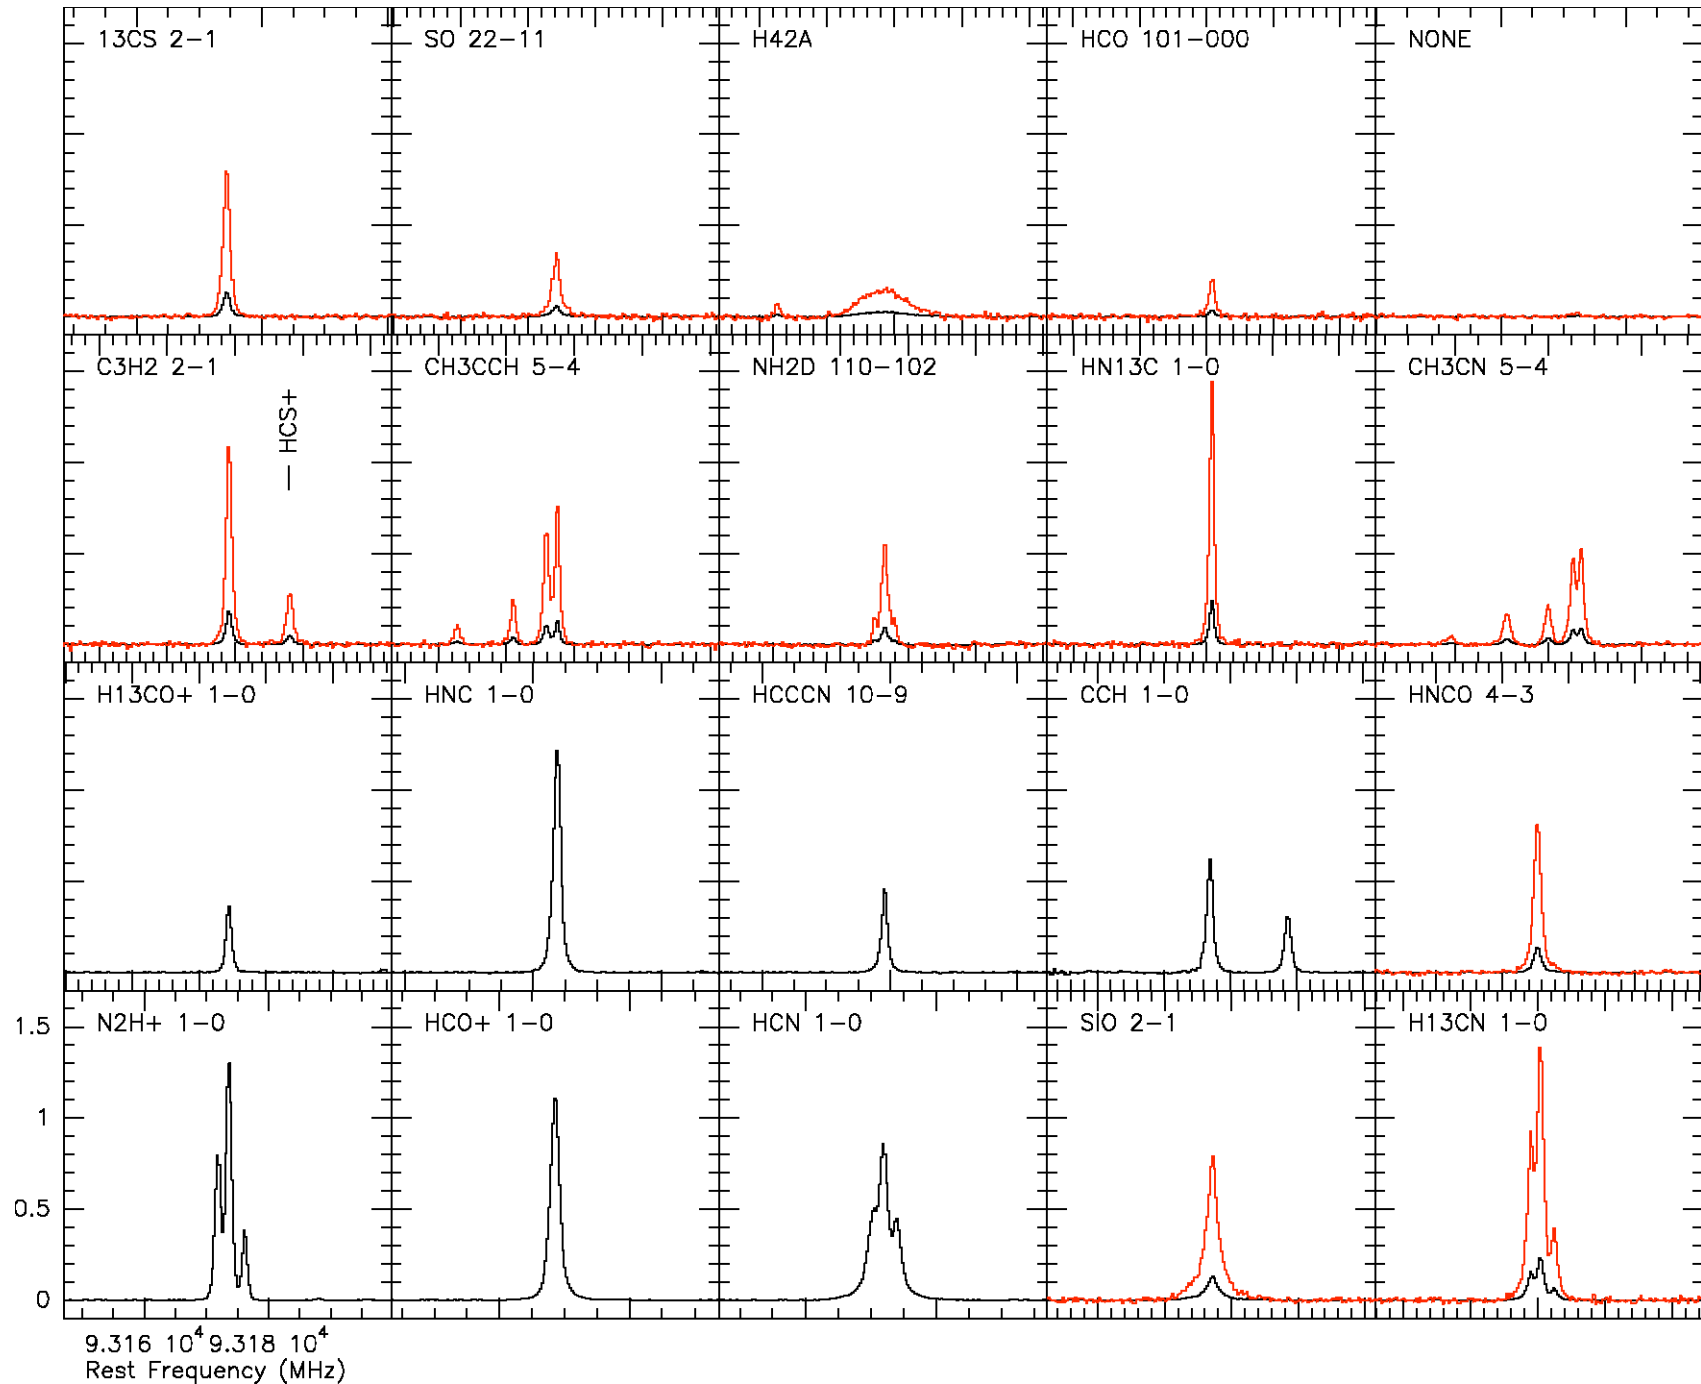 13CS 2-1
SO 22-11
H42A
HCO 101-000
NONE
C3H2 2-1
CH3CCH 5-4
NH2D 110-102
HN13C 1-0
CH3CN 5-4
— HCS+
H13CO+ 1-0
HNC 1-0
HCCCN 10-9
CCH 1-0
HNCO 4-3
N2H+ 1-0
HCO+ 1-0
HCN 1-0
SIO 2-1
H13CN 1-0
1.5
1
0.5
0
9.316 10⁴ 9.318 10⁴
Rest Frequency (MHz)